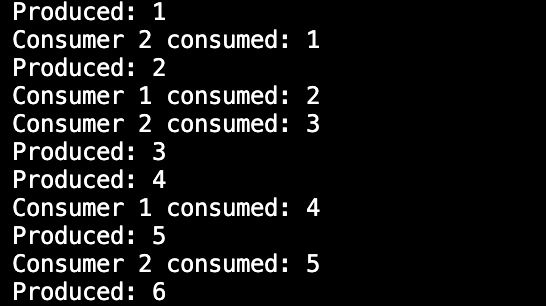 Produced: 1
Consumer 2 consumed: 1
Produced: 2
Consumer 1 consumed: 2
Consumer 2 consumed: 3
Produced: 3
Produced: 4
Consumer 1 consumed: 4
Produced: 5
Consumer 2 consumed: 5
Produced: 6